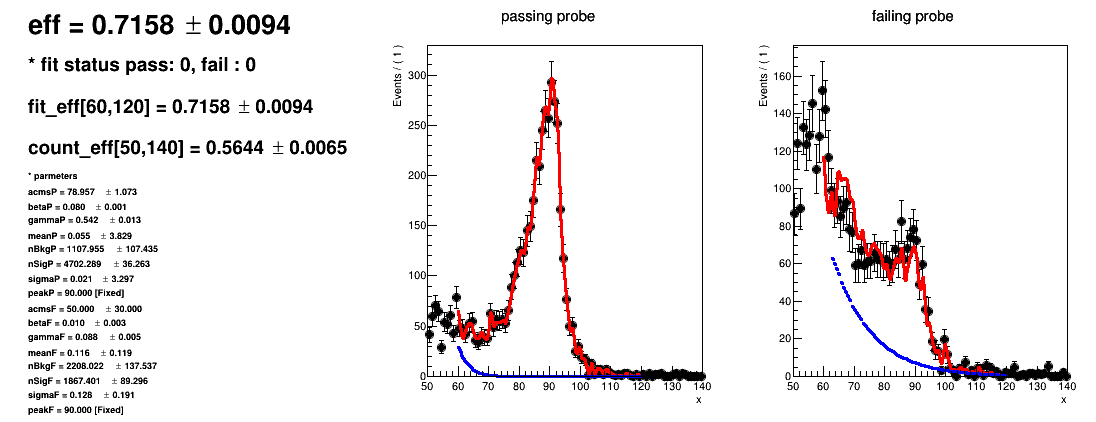 eff = 0.7158 ± 0.0094
* fit status pass: 0, fail : 0
fit_eff[60,120] = 0.7158 ± 0.0094
count_eff[50,140] = 0.5644 ± 0.0065
* parmeters
acmsP = 78.957 ± 1.073
betaP = 0.080 ± 0.001
gammaP = 0.542 ± 0.013
meanP = 0.055 ± 3.829
nBkgP = 1107.955 ± 107.435
nSigP = 4702.289 ± 36.263
sigmaP = 0.021 ± 3.297
peakP = 90.000 [Fixed]
acmsF = 50.000 ± 30.000
betaF = 0.010 ± 0.003
gammaF = 0.088 ± 0.005
meanF = 0.116 ± 0.119
nBkgF = 2208.022 ± 137.537
nSigF = 1867.401 ± 89.296
sigmaF = 0.128 ± 0.191
peakF = 90.000 [Fixed]
passing probe
Events / ( 1 )
300
250
200
150
100
50
0
50 60 70 80 90 100 110 120 130 140
x
failing probe
Events / ( 1 )
160
140
120
100
80
60
40
20
0
50 60 70 80 90 100 110 120 130 140
x